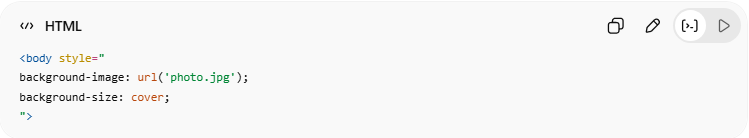 HTML
<body style="
background-image: url('photo.jpg');
background-size: cover;
">